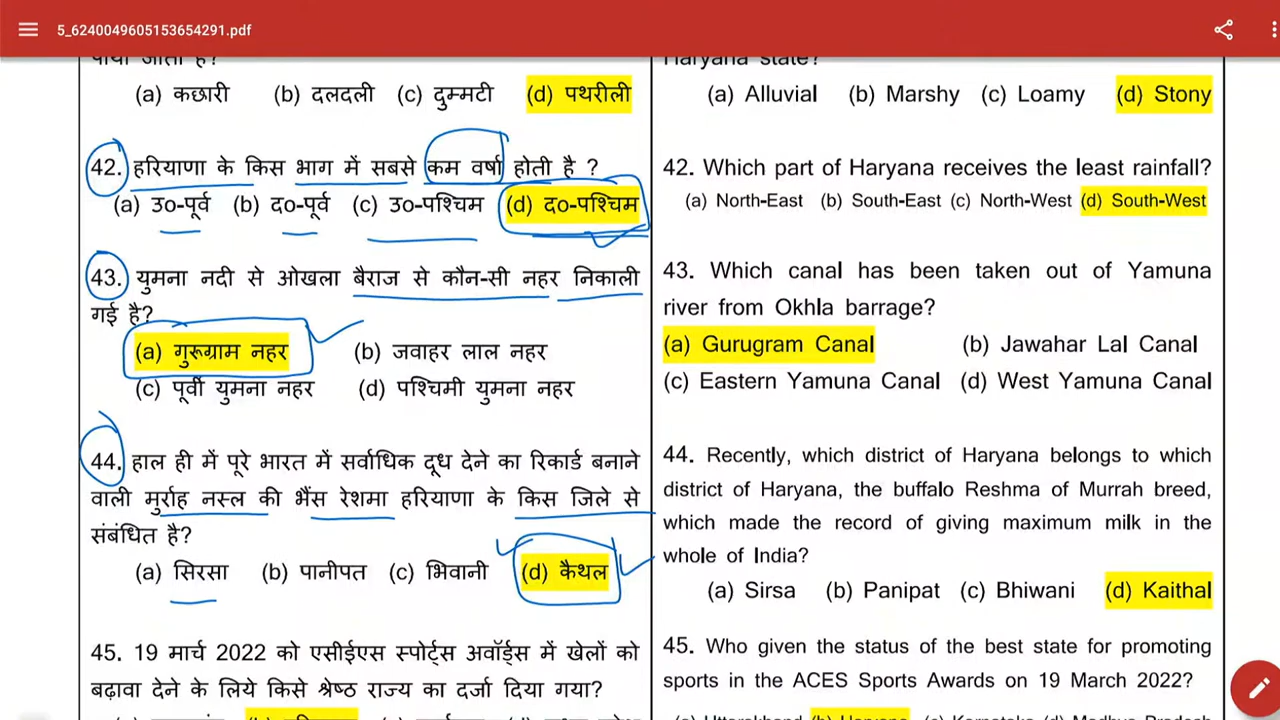 5_6240049605153654291.pdf
पायी जाती है?
(a) कछारी (b) दलदली (c) दुम्मटी (d) पथरीली
42. हरियाणा के किस भाग में सबसे कम वर्षा होती है ?
(a) उ०-पूर्व (b) द०-पूर्व (c) उ०-पश्चिम (d) द०-पश्चिम
43. युमना नदी से ओखला बैराज से कौन-सी नहर निकाली
गई है?
(a) गुरूग्राम नहर (b) जवाहर लाल नहर
(c) पूर्वी युमना नहर (d) पश्चिमी युमना नहर
44. हाल ही में पूरे भारत में सर्वाधिक दूध देने का रिकार्ड बनाने
वाली मुर्राह नस्ल की भैंस रेशमा हरियाणा के किस जिले से
संबंधित है?
(a) सिरसा (b) पानीपत (c) भिवानी (d) कैथल
45. 19 मार्च 2022 को एसीईएस स्पोर्ट्स अवॉर्ड्स में खेलों को
बढ़ावा देने के लिये किसे श्रेष्ठ राज्य का दर्जा दिया गया?
Haryana state?
(a) Alluvial (b) Marshy (c) Loamy (d) Stony
42. Which part of Haryana receives the least rainfall?
(a) North-East (b) South-East (c) North-West (d) South-West
43. Which canal has been taken out of Yamuna
river from Okhla barrage?
(a) Gurugram Canal (b) Jawahar Lal Canal
(c) Eastern Yamuna Canal (d) West Yamuna Canal
44. Recently, which district of Haryana belongs to which
district of Haryana, the buffalo Reshma of Murrah breed,
which made the record of giving maximum milk in the
whole of India?
(a) Sirsa (b) Panipat (c) Bhiwani (d) Kaithal
45. Who given the status of the best state for promoting
sports in the ACES Sports Awards on 19 March 2022?
(a) Uttarakhand (b) Haryana (c) Karnataka (d) Madhya Pradesh